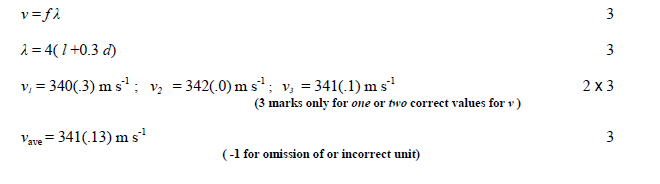 v = fλ 3
λ = 4( l +0.3 d) 3
v₁ = 340(.3) m s⁻¹ ; v₂ = 342(.0) m s⁻¹ ; v₃ = 341(.1) m s⁻¹ 2 x 3
(3 marks only for one or two correct values for v )
vₐᵥₑ = 341(.13) m s⁻¹ 3
( -1 for omission of or incorrect unit)